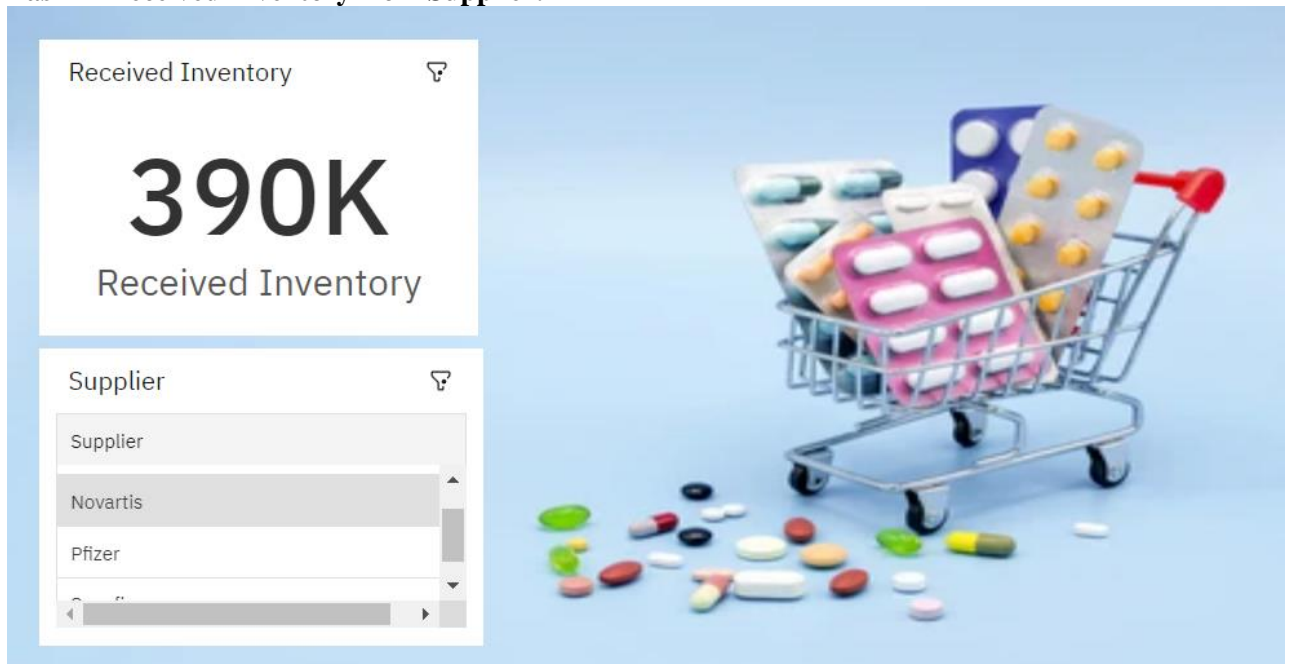 Received Inventory
390K
Received Inventory
Supplier
Supplier
Novartis
Pfizer